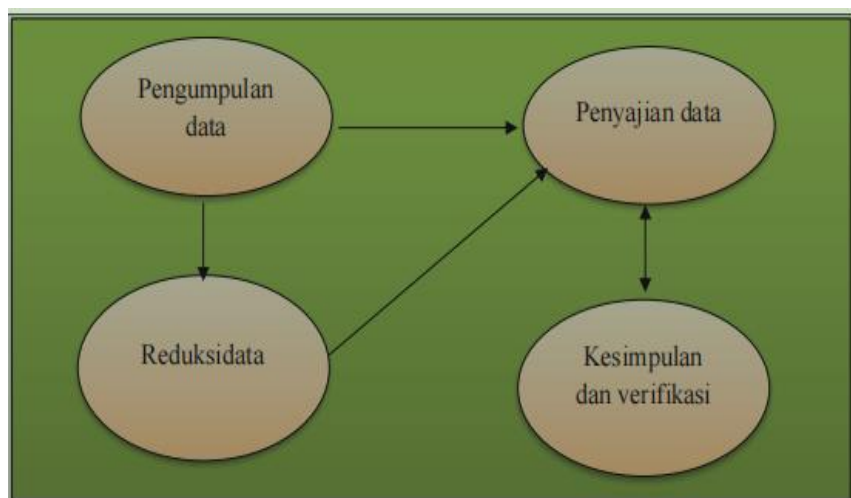 Pengumpulan
data
Penyajian data
Reduksidata
Kesimpulan
dan verifikasi